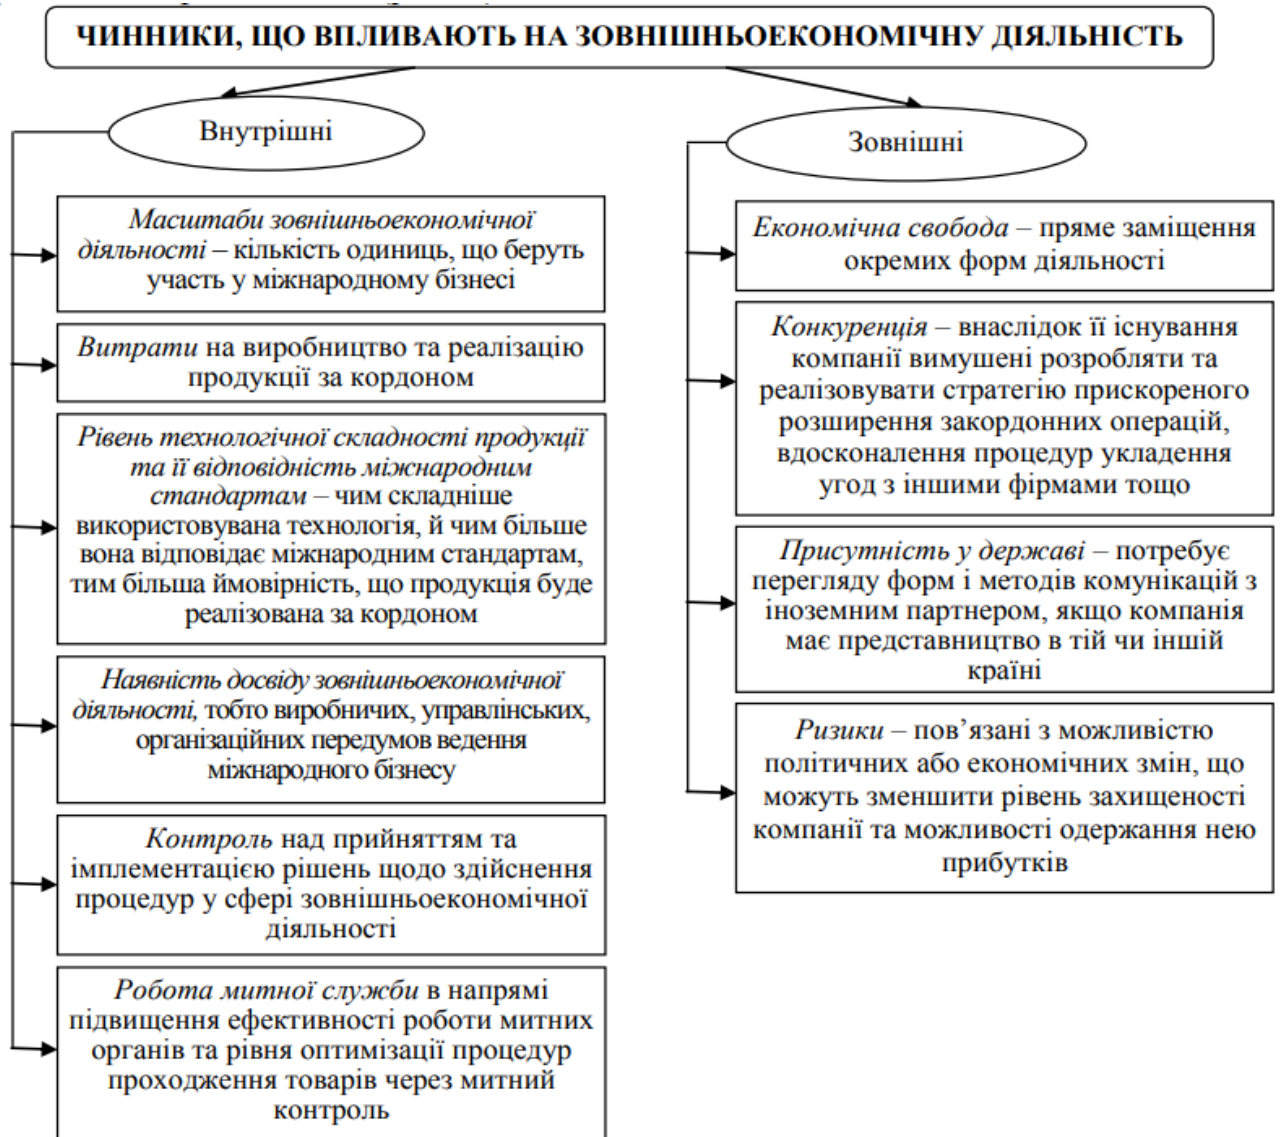 ЧИННИКИ, ЩО ВПЛИВАЮТЬ НА ЗОВНІШНЬОЕКОНОМІЧНУ ДІЯЛЬНІСТЬ
Внутрішні
Масштаби зовнішньоекономічної
діяльності – кількість одиниць, що беруть
участь у міжнародному бізнесі
Витрати на виробництво та реалізацію
продукції за кордоном
Рівень технологічної складності продукції
та її відповідність міжнародним
стандартам – чим складніше
використовувана технологія, й чим більше
вона відповідає міжнародним стандартам,
тим більша ймовірність, що продукція буде
реалізована за кордоном
Наявність досвіду зовнішньоекономічної
діяльності, тобто виробничих, управлінських,
організаційних передумов ведення
міжнародного бізнесу
Контроль над прийняттям та
імплементацією рішень щодо здійснення
процедур у сфері зовнішньоекономічної
діяльності
Робота митної служби в напрямі
підвищення ефективності роботи митних
органів та рівня оптимізації процедур
проходження товарів через митний
контроль
Зовнішні
Економічна свобода – пряме заміщення
окремих форм діяльності
Конкуренція – внаслідок її існування
компанії вимушені розробляти та
реалізовувати стратегію прискореного
розширення закордонних операцій,
вдосконалення процедур укладення
угод з іншими фірмами тощо
Присутність у державі – потребує
перегляду форм і методів комунікацій з
іноземним партнером, якщо компанія
має представництво в тій чи іншій
країні
Ризики – пов’язані з можливістю
політичних або економічних змін, що
можуть зменшити рівень захищеності
компанії та можливості одержання нею
прибутків